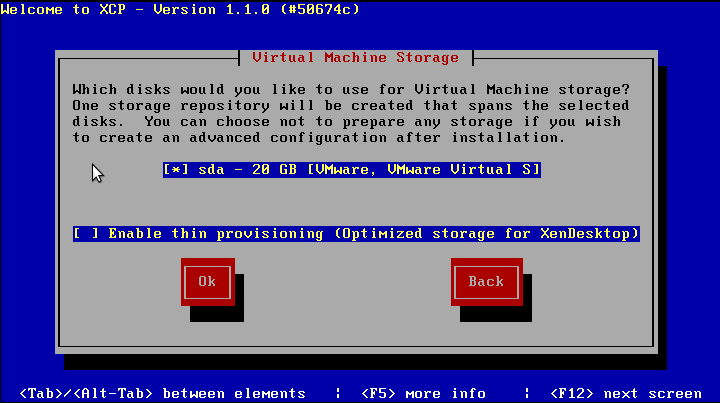 Welcome to XCP - Version 1.1.0 (#50674c)
Virtual Machine Storage
Which disks would you like to use for Virtual Machine storage?
One storage repository will be created that spans the selected
disks.  You can choose not to prepare any storage if you wish
to create an advanced configuration after installation.
[*] sda - 20 GB [VMware, VMware Virtual S]
[ ] Enable thin provisioning (Optimized storage for XenDesktop)
Ok Back
<Tab>/<Alt-Tab> between elements   ¦  <F5> more info    ¦  <F12> next screen